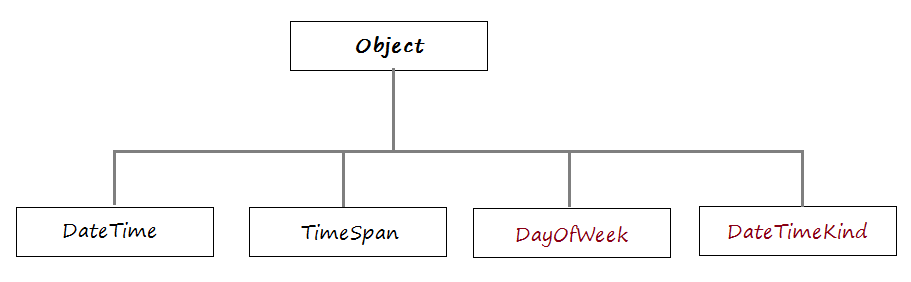 Object
DateTime
TimeSpan
DayOfWeek
DateTimeKind